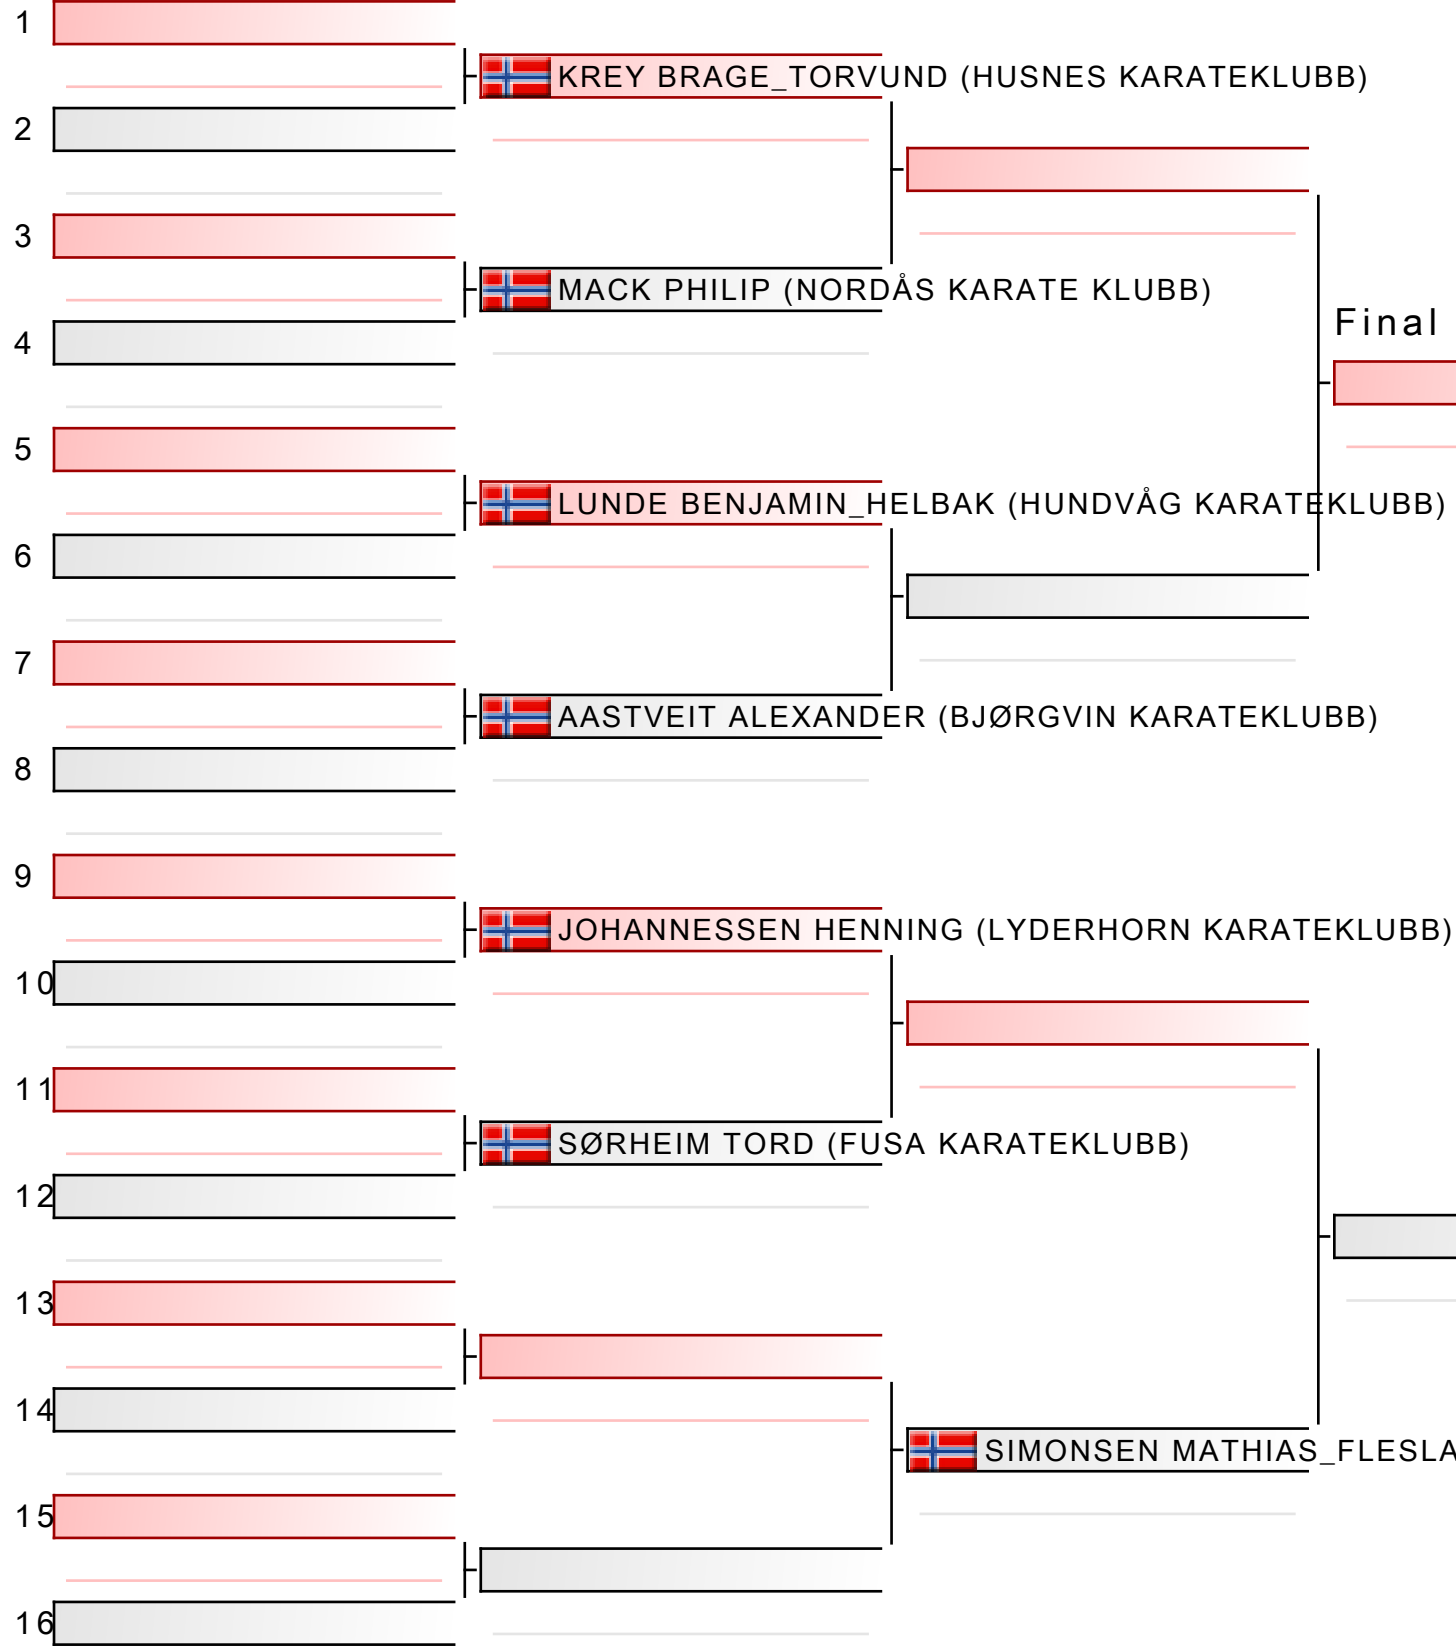 1
KREY BRAGE_TORVUND (HUSNES KARATEKLUBB)
2
3
MACK PHILIP (NORDÅS KARATE KLUBB)
Final
4
5
LUNDE BENJAMIN_HELBAK (HUNDVÅG KARATEKLUBB)
6
7
AASTVEIT ALEXANDER (BJØRGVIN KARATEKLUBB)
8
9
JOHANNESSEN HENNING (LYDERHORN KARATEKLUBB)
10
11
SØRHEIM TORD (FUSA KARATEKLUBB)
12
13
14
SIMONSEN MATHIAS_FLESLA
15
16